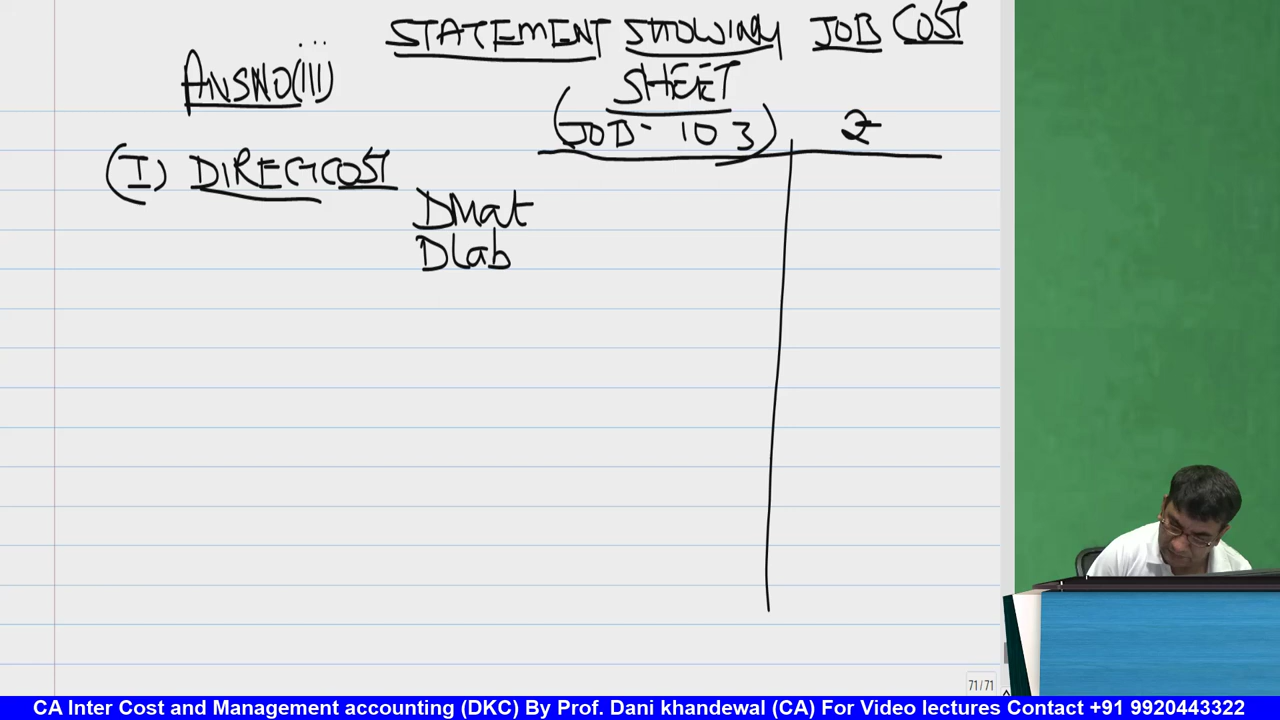 STATEMENT SHOWING JOB COST
SHEET
ANSNO(iii)
(JOB- 103)
₹
(I) DIRECTCOST
DMat
DLab
71/71
CA Inter Cost and Management accounting (DKC) By Prof. Dani khandewal (CA) For Video lectures Contact +91 9920443322